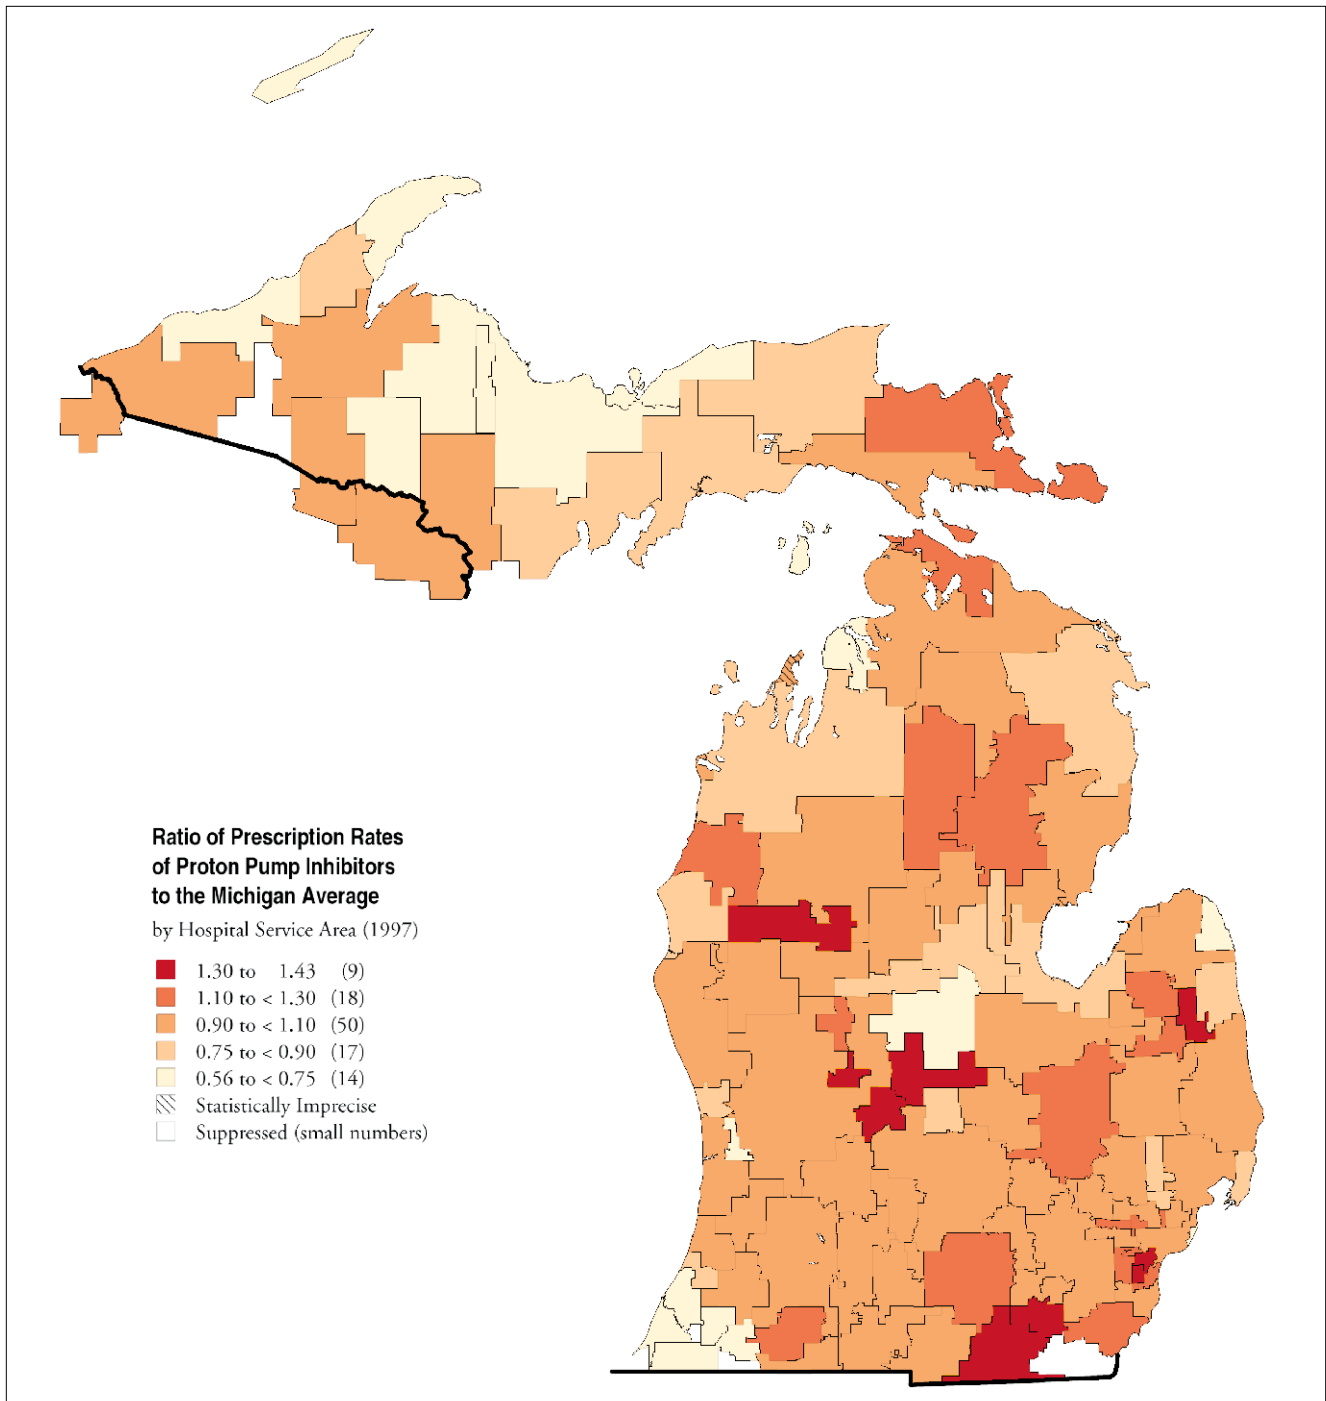 Ratio of Prescription Rates
of Proton Pump Inhibitors
to the Michigan Average
by Hospital Service Area (1997)
1.30 to 1.43 (9)
1.10 to < 1.30 (18)
0.90 to < 1.10 (50)
0.75 to < 0.90 (17)
0.56 to < 0.75 (14)
Statistically Imprecise
Suppressed (small numbers)